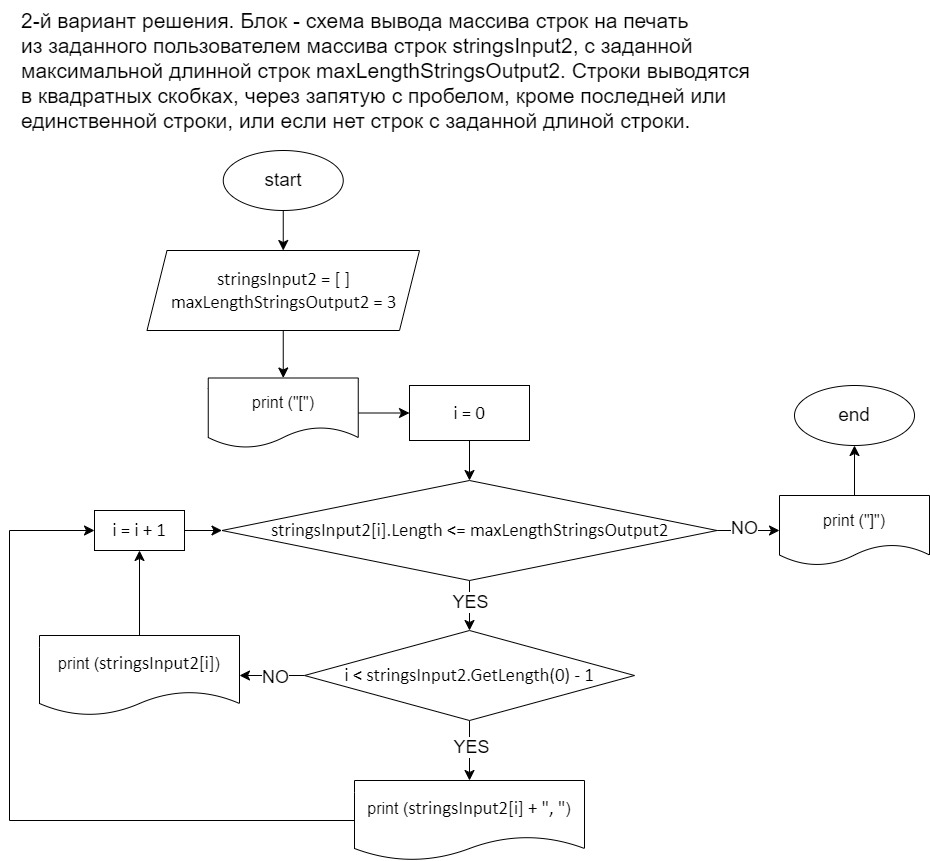 2-й вариант решения. Блок - схема вывода массива строк на печать
из заданного пользователем массива строк stringsInput2, с заданной
максимальной длинной строк maxLengthStringsOutput2. Строки выводятся
в квадратных скобках, через запятую с пробелом, кроме последней или
единственной строки, или если нет строк с заданной длиной строки.
start
stringsInput2 = [ ]
maxLengthStringsOutput2 = 3
print ("[")
i = 0
end
i = i + 1
stringsInput2[i].Length <= maxLengthStringsOutput2
NO
print ("]")
YES
print (stringsInput2[i])
NO
i < stringsInput2.GetLength(0) - 1
YES
print (stringsInput2[i] + ", ")